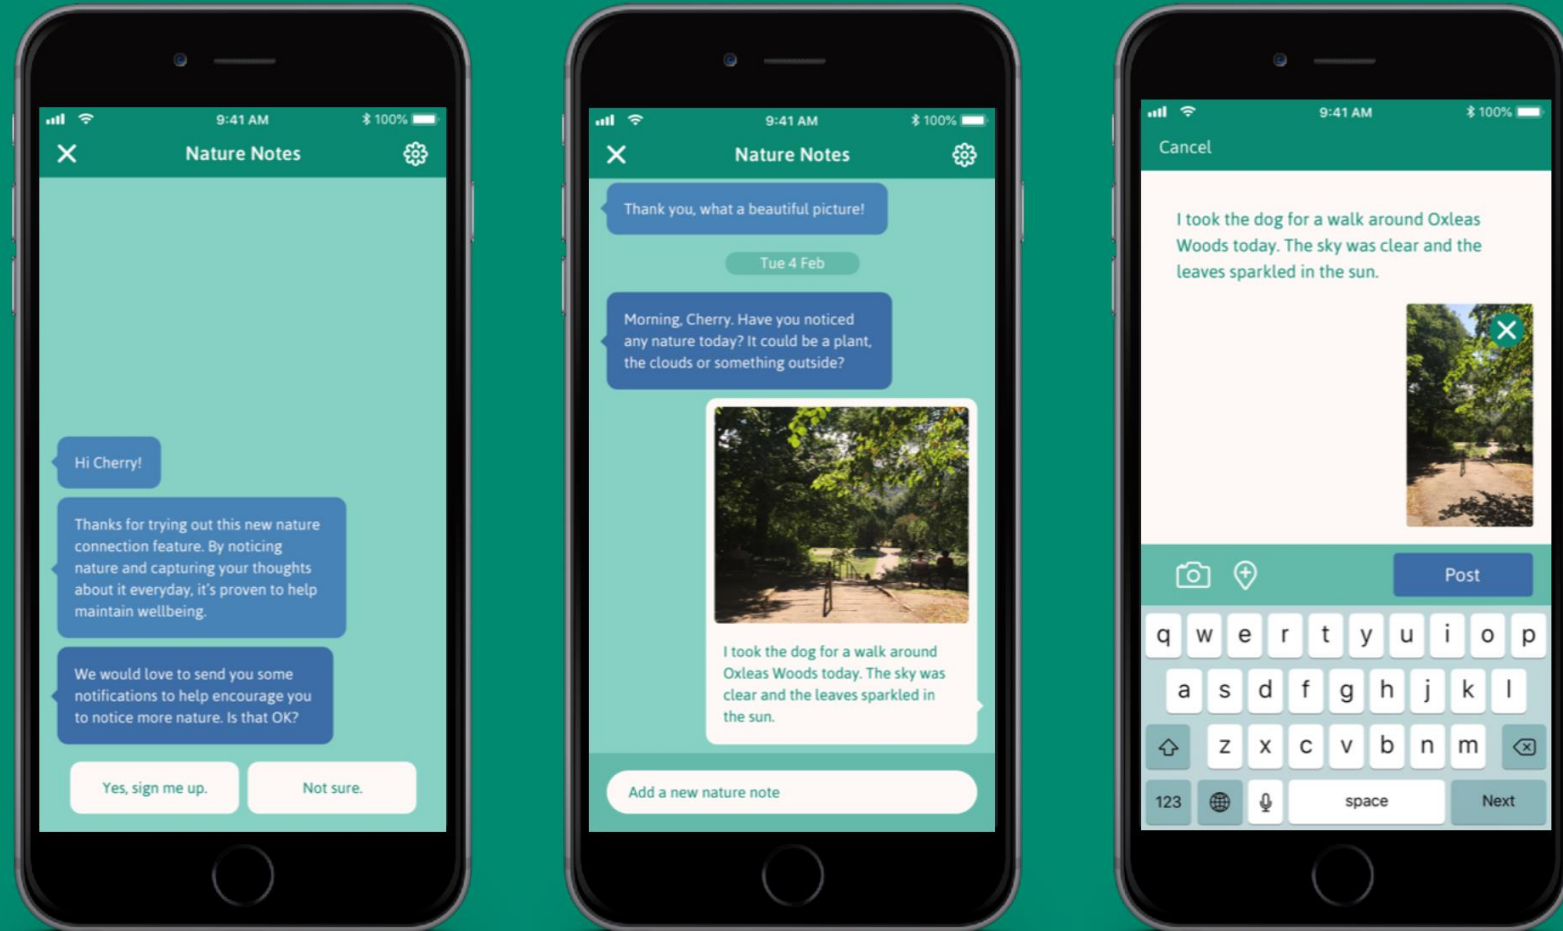 9:41 AM
100%
Nature Notes
Hi Cherry!
Thanks for trying out this new nature
connection feature. By noticing
nature and capturing your thoughts
about it everyday, it's proven to help
maintain wellbeing.
We would love to send you some
notifications to help encourage you
to notice more nature. Is that OK?
Yes, sign me up.
Not sure.
9:41 AM
100%
Nature Notes
Thank you, what a beautiful picture!
Tue 4 Feb
Morning, Cherry. Have you noticed
any nature today? It could be a plant,
the clouds or something outside?
I took the dog for a walk around
Oxleas Woods today. The sky was
clear and the leaves sparkled in
the sun.
Add a new nature note
9:41 AM
100%
Cancel
I took the dog for a walk around Oxleas
Woods today. The sky was clear and the
leaves sparkled in the sun.
Post
q w e r t y u i o p
a s d f g h j k l
z x c v b n m
123
space
Next